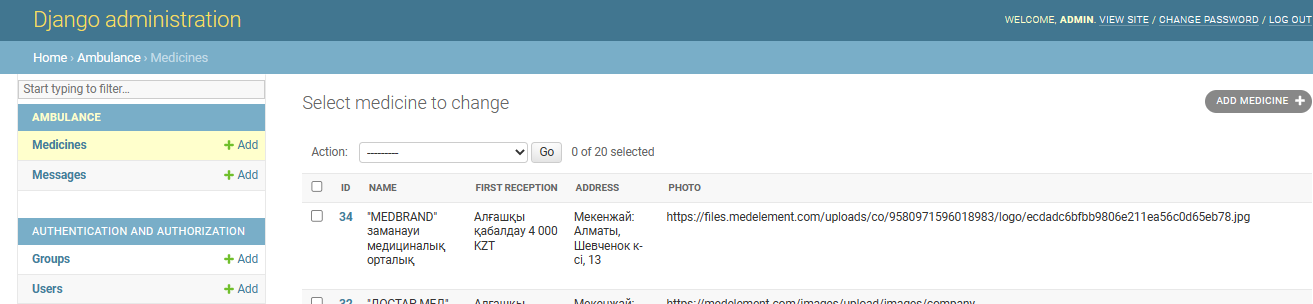 Django administration
WELCOME, ADMIN. VIEW SITE / CHANGE PASSWORD / LOG OUT
Home › Ambulance › Medicines
Start typing to filter...
AMBULANCE
Medicines + Add
Messages + Add
AUTHENTICATION AND AUTHORIZATION
Groups + Add
Users + Add
Select medicine to change
ADD MEDICINE +
Action: --------- Go 0 of 20 selected
ID NAME FIRST RECEPTION ADDRESS PHOTO
34 "MEDBRAND" Алғашқы Мекенжай: https://files.medelement.com/uploads/co/9580971596018983/logo/ecdadc6bfbb9806e211ea56c0d65eb78.jpg
заманауи қабалдау 4 000 Алматы,
медициналық KZT Шевченок к-
орталық сі, 13
32 "ДОСТАР МЕД" Алғашқы Мекенжай: https://medelement.com/images/upload/images/company